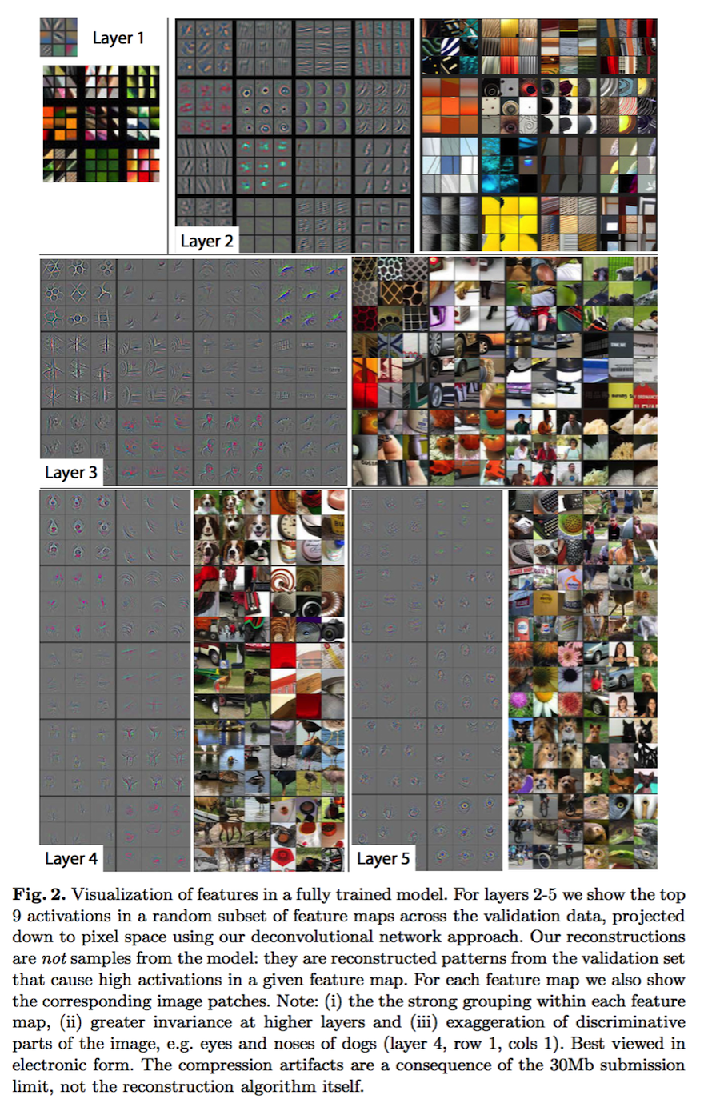 Layer 1
Layer 2
Layer 3
Layer 4
Layer 5
Fig. 2. Visualization of features in a fully trained model. For layers 2-5 we show the top
9 activations in a random subset of feature maps across the validation data, projected
down to pixel space using our deconvolutional network approach. Our reconstructions
are not samples from the model: they are reconstructed patterns from the validation set
that cause high activations in a given feature map. For each feature map we also show
the corresponding image patches. Note: (i) the the strong grouping within each feature
map, (ii) greater invariance at higher layers and (iii) exaggeration of discriminative
parts of the image, e.g. eyes and noses of dogs (layer 4, row 1, cols 1). Best viewed in
electronic form. The compression artifacts are a consequence of the 30Mb submission
limit, not the reconstruction algorithm itself.